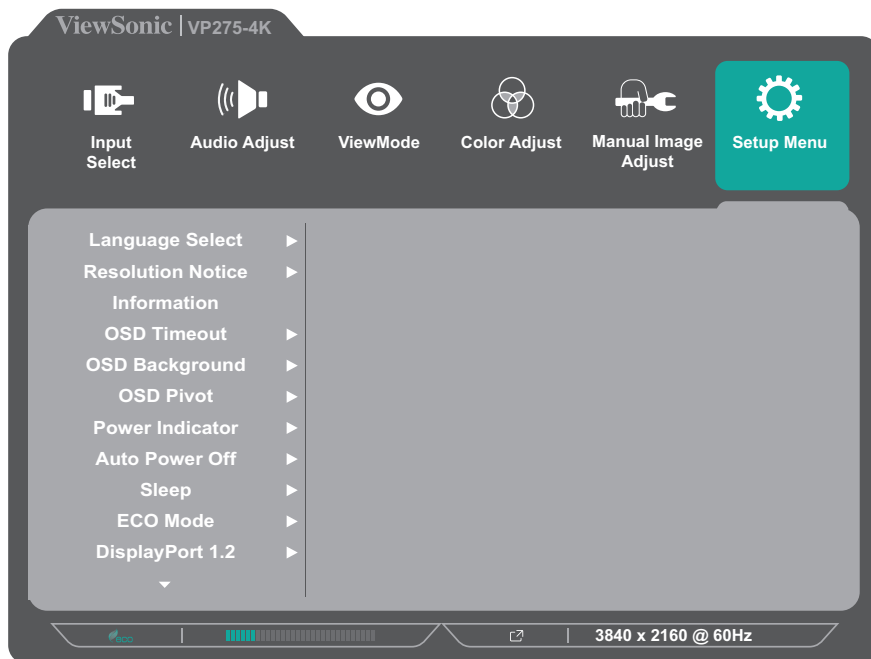 ViewSonic VP275-4K
Input Select
Audio Adjust
ViewMode
Color Adjust
Manual Image Adjust
Setup Menu
Language Select
Resolution Notice
Information
OSD Timeout
OSD Background
OSD Pivot
Power Indicator
Auto Power Off
Sleep
ECO Mode
DisplayPort 1.2
eco
3840 x 2160 @ 60Hz